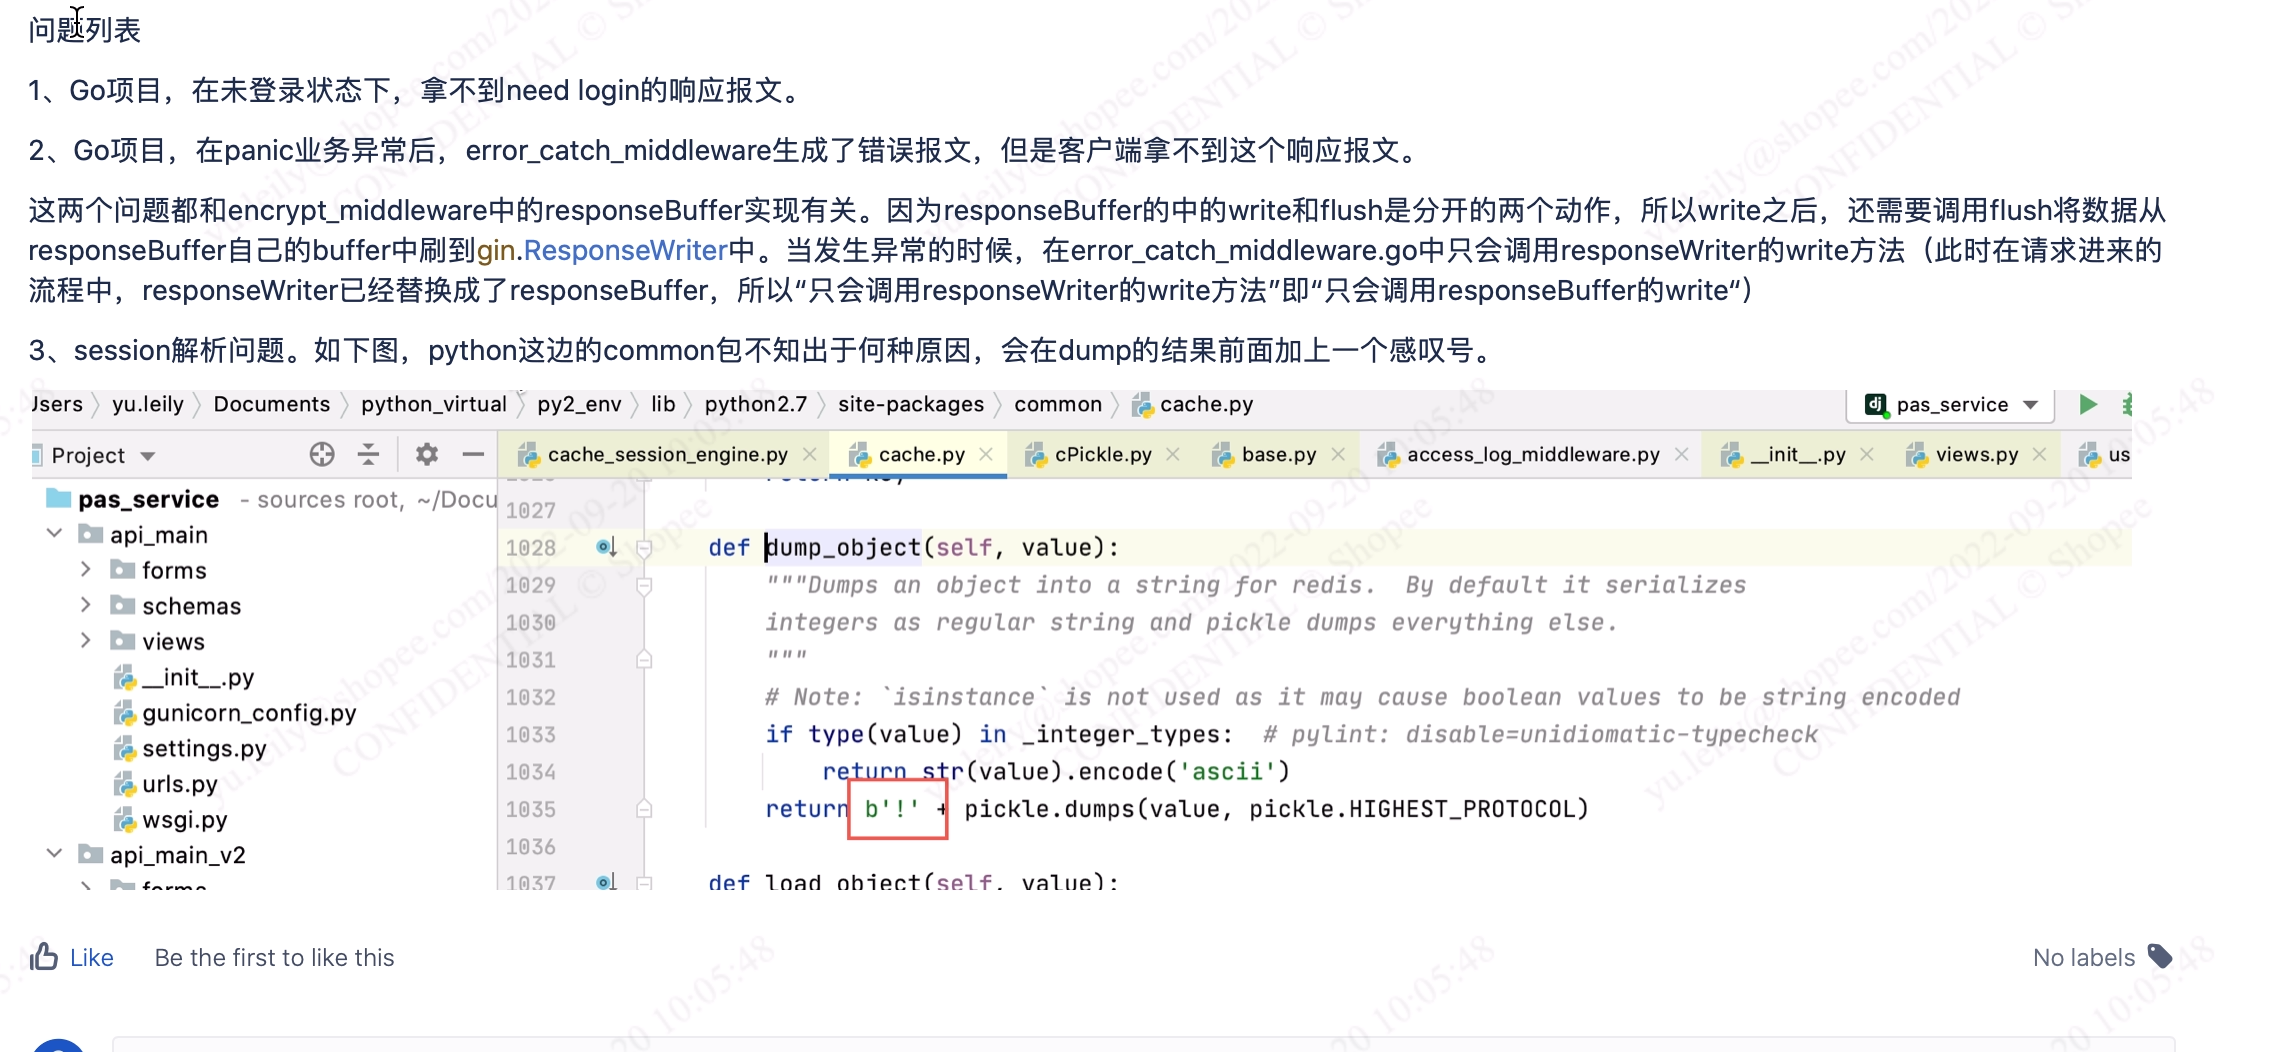 问题列表
1、Go项目，在未登录状态下，拿不到need login的响应报文。
2、Go项目，在panic业务异常后，error_catch_middleware生成了错误报文，但是客户端拿不到这个响应报文。
这两个问题都和encrypt_middleware中的responseBuffer实现有关。因为responseBuffer的中的write和flush是分开的两个动作，所以write之后，还需要调用flush将数据从
responseBuffer自己的buffer中刷到gin.ResponseWriter中。当发生异常的时候，在error_catch_middleware.go中只会调用responseWriter的write方法（此时在请求进来的
流程中，responseWriter已经替换成了responseBuffer，所以“只会调用responseWriter的write方法”即“只会调用responseBuffer的write“）
3、session解析问题。如下图，python这边的common包不知出于何种原因，会在dump的结果前面加上一个感叹号。
Users yu.leily Documents python_virtual py2_env lib python2.7 site-packages common cache.py pas_service
Project cache_session_engine.py cache.py cPickle.py base.py access_log_middleware.py __init__.py views.py us
pas_service - sources root, ~/Docu
api_main
forms
schemas
views
__init__.py
gunicorn_config.py
settings.py
urls.py
wsgi.py
api_main_v2
forms
return key
1027
1028 def dump_object(self, value):
1029 """Dumps an object into a string for redis. By default it serializes
1030 integers as regular string and pickle dumps everything else.
1031 """
1032 # Note: `isinstance` is not used as it may cause boolean values to be string encoded
1033 if type(value) in _integer_types: # pylint: disable=unidiomatic-typecheck
1034 return str(value).encode('ascii')
1035 return b'!' + pickle.dumps(value, pickle.HIGHEST_PROTOCOL)
1036
1037 def load_object(self, value):
Like Be the first to like this No labels
yu.leily@shopee.com/2022-09-20 10:05:48
CONFIDENTIAL © Shopee